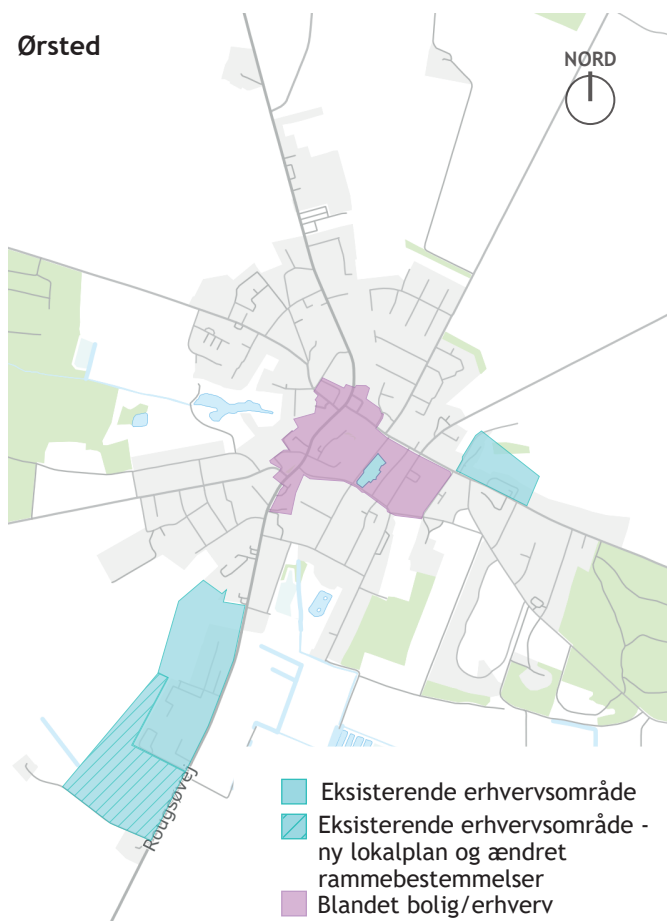 Ørsted
NORD
Rougsøvej
Eksisterende erhvervsområde
Eksisterende erhvervsområde -
ny lokalplan og ændret
rammebestemmelser
Blandet bolig/erhverv